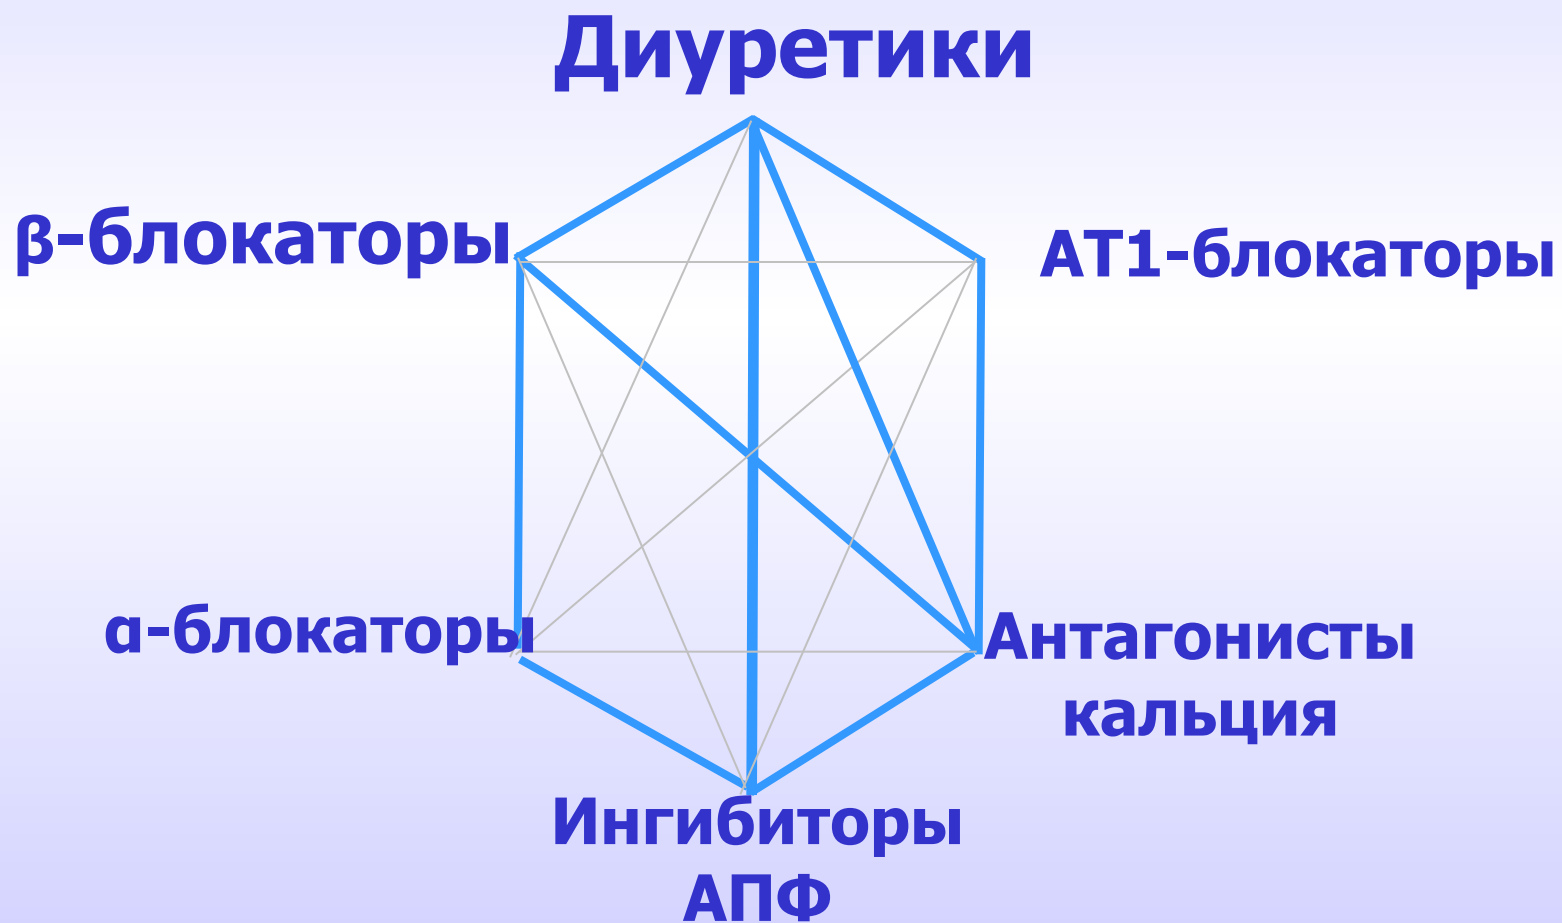 Диуретики
β-блокаторы
АТ1-блокаторы
α-блокаторы
Антагонисты
кальция
Ингибиторы
АПФ